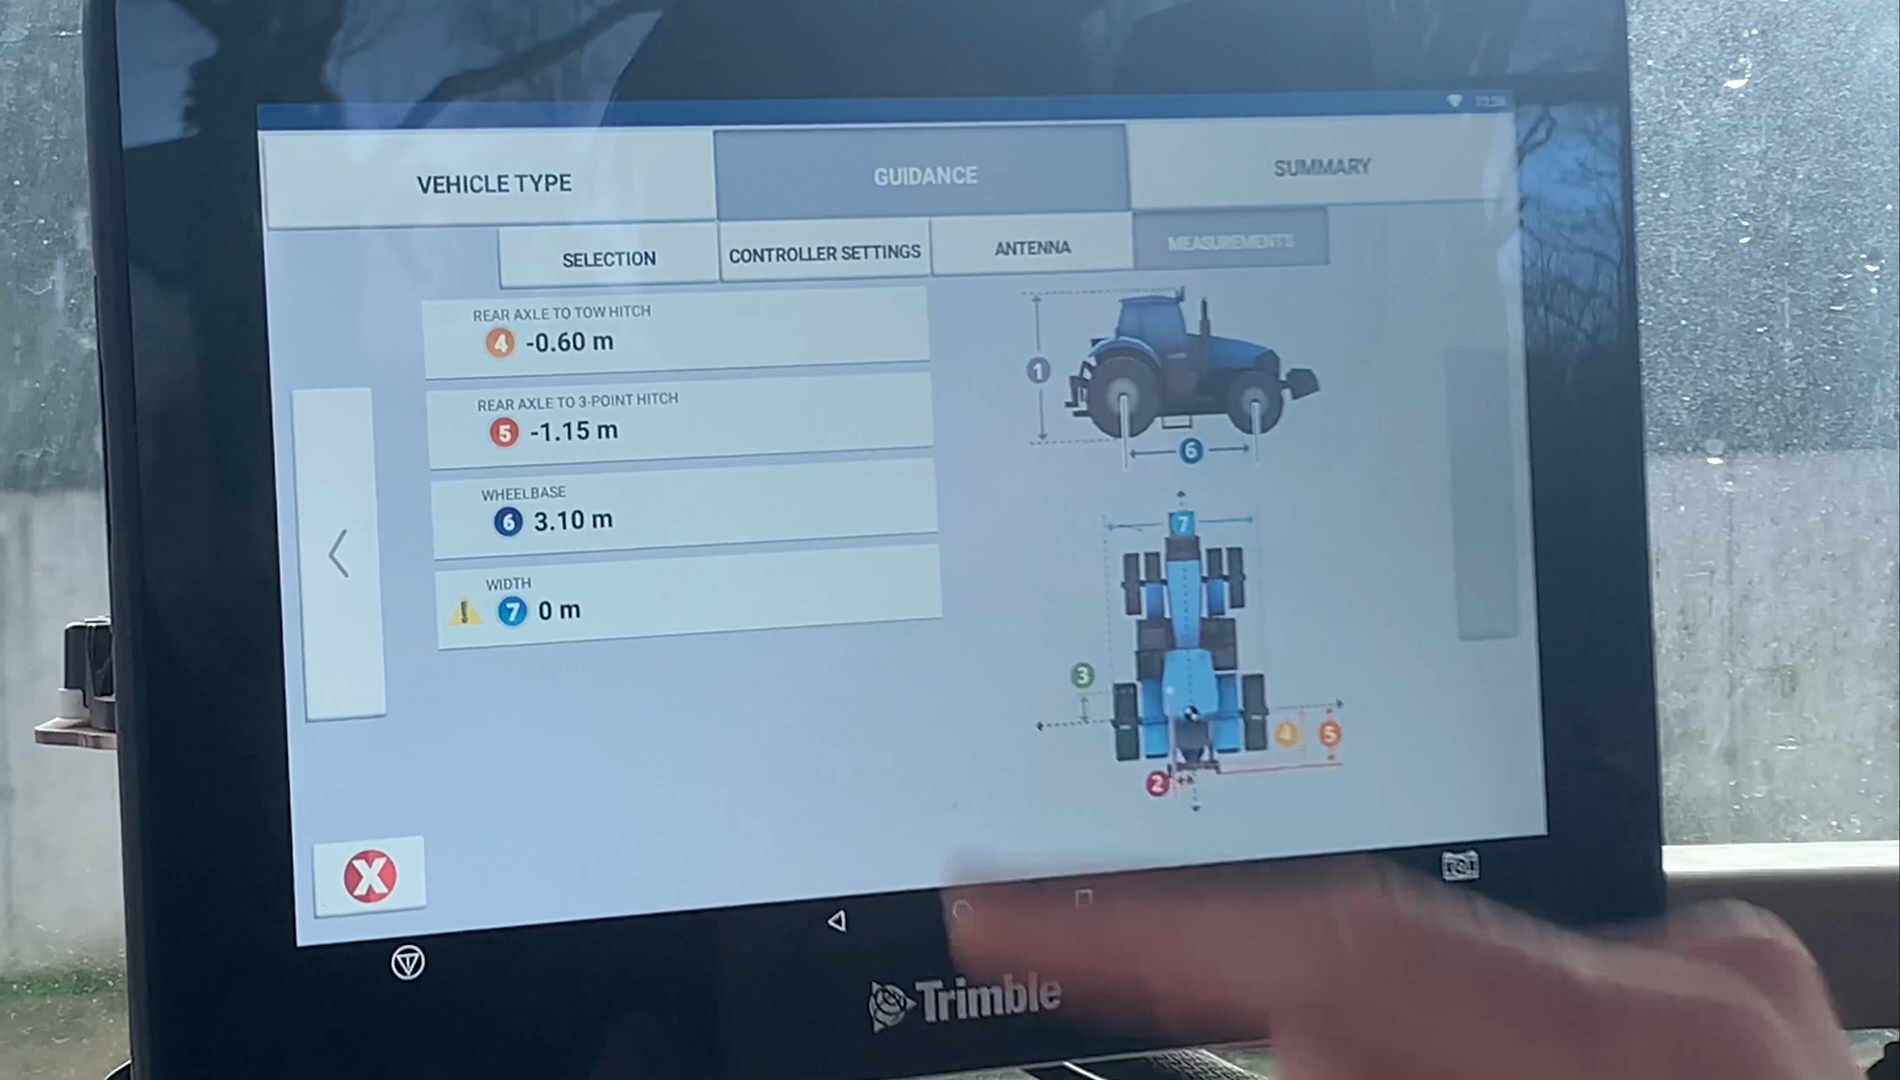 VEHICLE TYPE
GUIDANCE
SUMMARY
SELECTION
CONTROLLER SETTINGS
ANTENNA
MEASUREMENTS
REAR AXLE TO TOW HITCH
4 -0.60 m
REAR AXLE TO 3-POINT HITCH
5 -1.15 m
WHEELBASE
6 3.10 m
WIDTH
7 0 m
1
6
7
3
4 5
2
X
Trimble